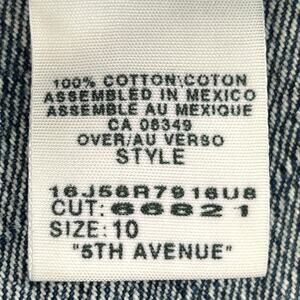 100% COTTON\COTON
ASSEMBLED IN MEXICO
ASSEMBLE AU MEXIQUE
CA 06349
OVER/AU VERSO
STYLE
16J56R7916U8
CUT: 66821
SIZE: 10
"5TH AVENUE"